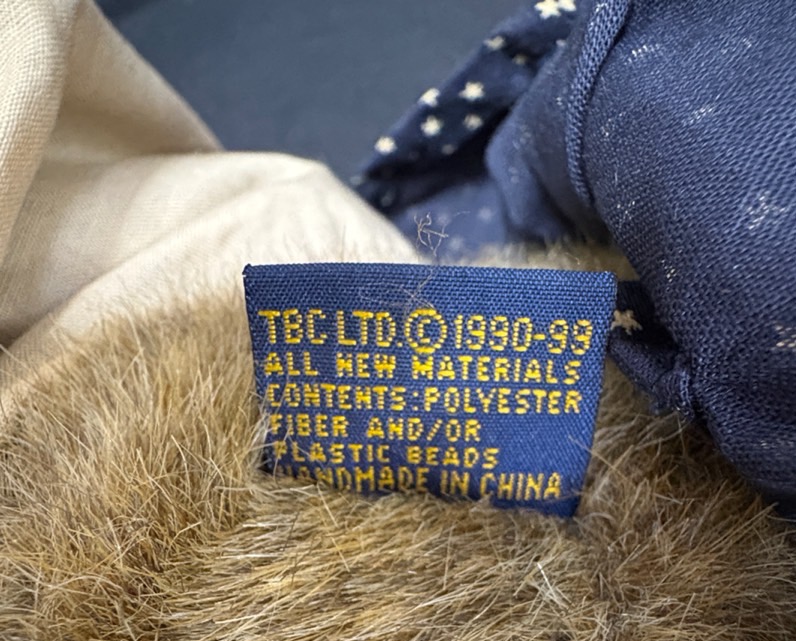 TBC LTD.©1990-99
ALL NEW MATERIALS
CONTENTS:POLYESTER
FIBER AND/OR
PLASTIC BEADS
HANDMADE IN CHINA